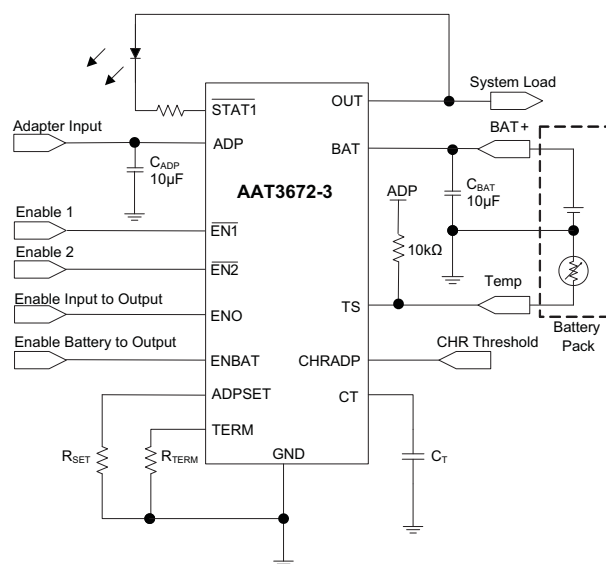 STAT1
OUT
System Load
Adapter Input
ADP
BAT
BAT+
CADP
10µF
AAT3672-3
ADP
CBAT
10µF
Enable 1
EN1
10kΩ
Enable 2
EN2
Temp
Enable Input to Output
ENO
TS
Battery
Pack
Enable Battery to Output
ENBAT
CHRADP
CHR Threshold
ADPSET
CT
TERM
RSET
RTERM
GND
CT